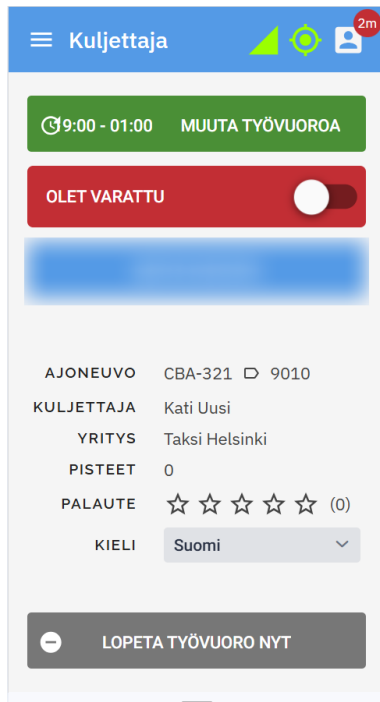 Kuljettaja
2m
19:00 - 01:00 MUUTA TYÖVUOROA
OLET VARATTU
AJONEUVO CBA-321 9010
KULJETTAJA Kati Uusi
YRITYS Taksi Helsinki
PISTEET 0
PALAUTE (0)
KIELI Suomi
LOPETA TYÖVUORO NYT